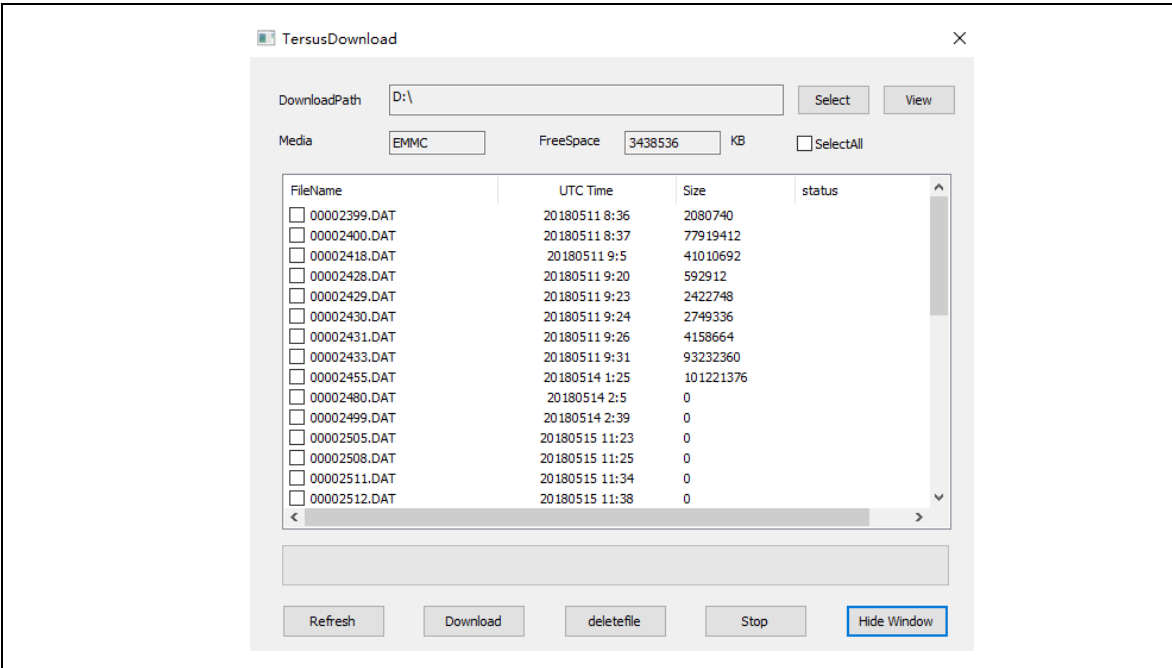 TersusDownload
DownloadPath D:\ Select View
Media EMMC FreeSpace 3438536 KB SelectAll
FileName UTC Time Size status
00002399.DAT 20180511 8:36 2080740
00002400.DAT 20180511 8:37 77919412
00002418.DAT 20180511 9:5 41010692
00002428.DAT 20180511 9:20 592912
00002429.DAT 20180511 9:23 2422748
00002430.DAT 20180511 9:24 2749336
00002431.DAT 20180511 9:26 4158664
00002433.DAT 20180511 9:31 93232360
00002455.DAT 20180514 1:25 101221376
00002480.DAT 20180514 2:5 0
00002499.DAT 20180514 2:39 0
00002505.DAT 20180515 11:23 0
00002508.DAT 20180515 11:25 0
00002511.DAT 20180515 11:34 0
00002512.DAT 20180515 11:38 0
Refresh Download deletefile Stop Hide Window